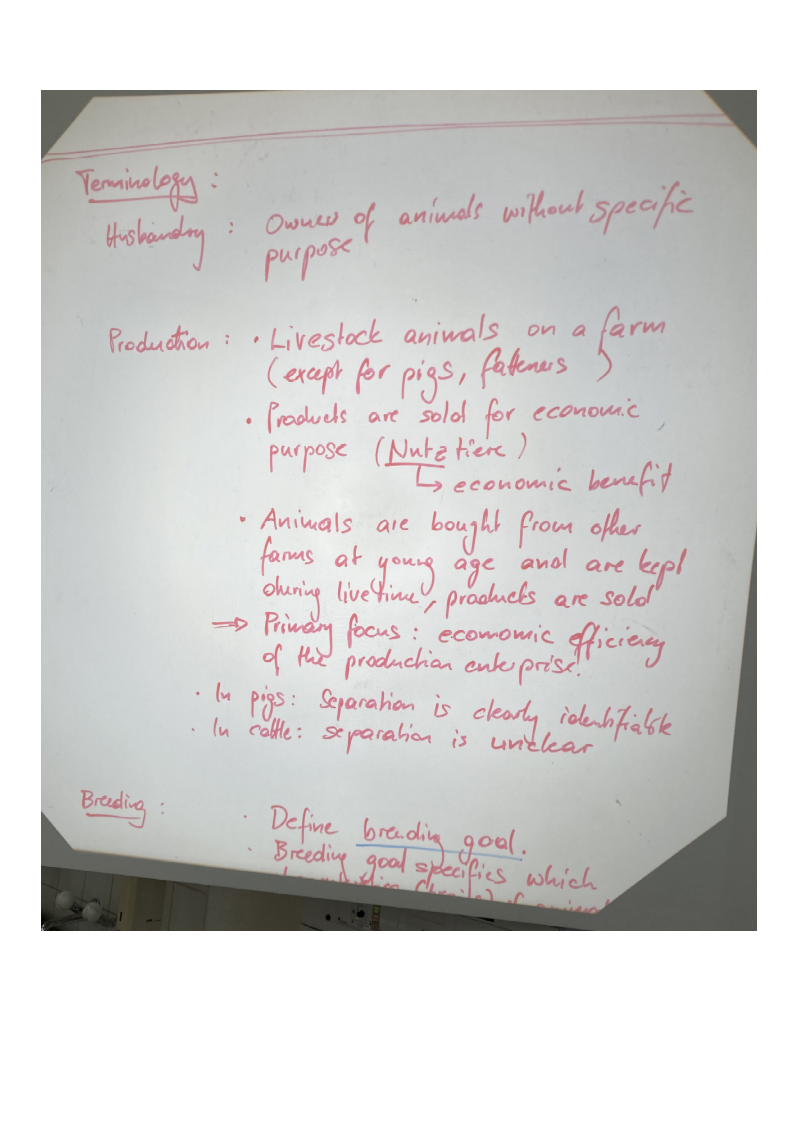 Terminology :
Husbandry : Owner of animals without specific
purpose
Production : • Livestock animals on a farm
(except for pigs, fatteners )
• Products are sold for economic
purpose (Nutztiere)
↳ economic benefit
• Animals are bought from other
farms at young age and are kept
during livetime, products are sold
⇒ Primary focus : economic efficiency
of the production enterprise!
• In pigs : Separation is clearly identifiable
• In cattle : separation is unclear
Breeding : • Define breeding goal.
• Breeding goal specifies which
(traits) of animal